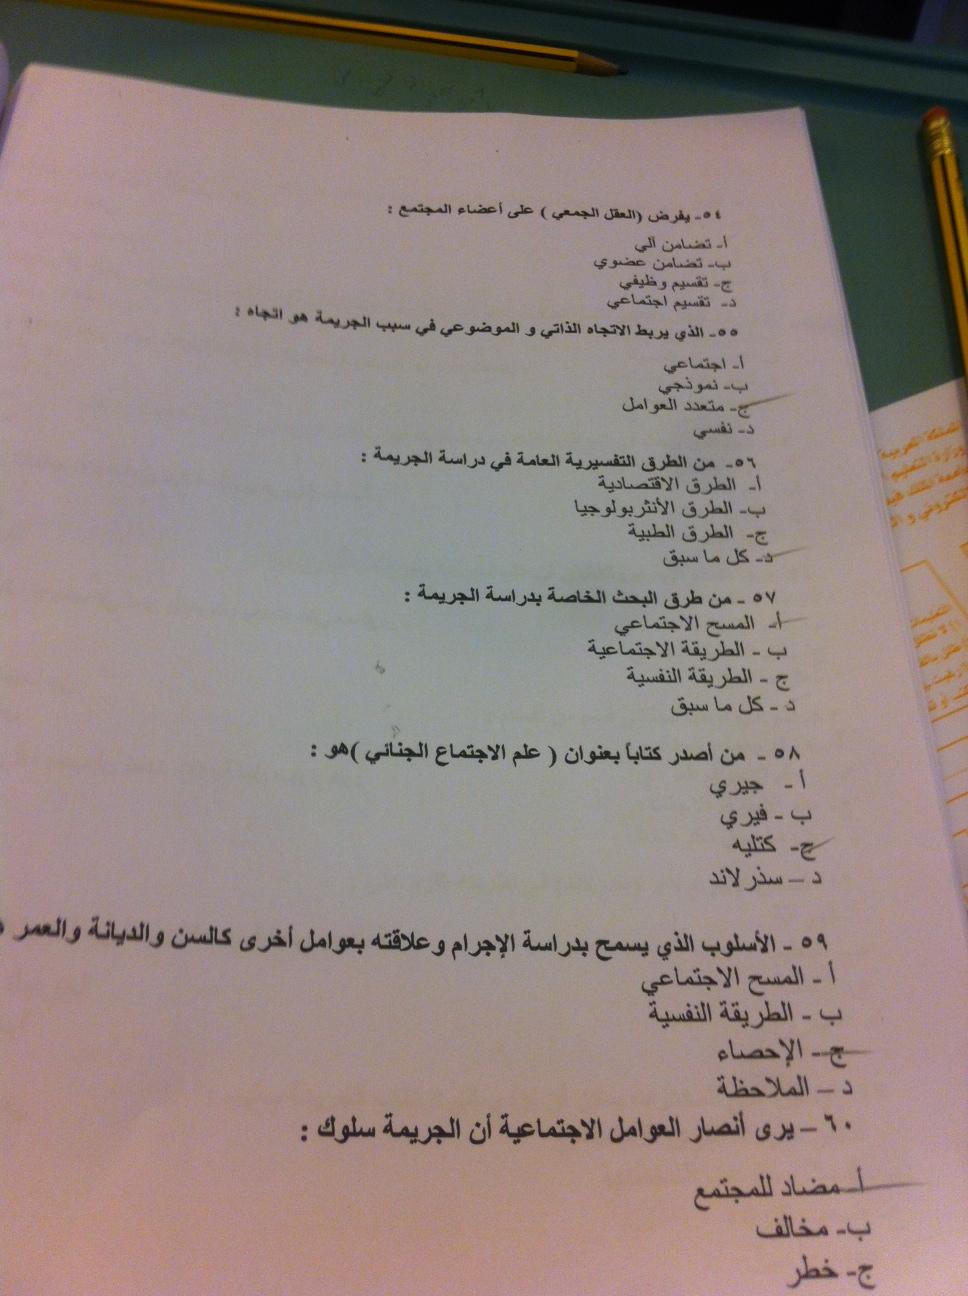 ٥٤- يفرض (العقل الجمعي ) على أعضاء المجتمع :
أ- تضامن آلي
ب- تضامن عضوي
ج- تقسيم وظيفي
د- تقسيم اجتماعي
٥٥- الذي يربط الاتجاه الذاتي و الموضوعي في سبب الجريمة هو اتجاه :
أ- اجتماعي
ب- نموذجي
ج- متعدد العوامل
د- نفسي
٥٦- من الطرق التفسيرية العامة في دراسة الجريمة :
أ- الطرق الاقتصادية
ب- الطرق الأنثربولوجيا
ج- الطرق الطبية
د- كل ما سبق
٥٧ - من طرق البحث الخاصة بدراسة الجريمة :
أ- المسح الاجتماعي
ب - الطريقة الاجتماعية
ج - الطريقة النفسية
د - كل ما سبق
٥٨ - من أصدر كتاباً بعنوان ( علم الاجتماع الجنائي )هو :
أ - جيري
ب - فيري
ج- كتليه
د – سذرلاند
٥٩ - الأسلوب الذي يسمح بدراسة الإجرام وعلاقته بعوامل أخرى كالسن والديانة والعمر
أ - المسح الاجتماعي
ب - الطريقة النفسية
ج- الإحصاء
د – الملاحظة
٦٠ – يرى أنصار العوامل الاجتماعية أن الجريمة سلوك :
أ- مضاد للمجتمع
ب- مخالف
ج- خطر